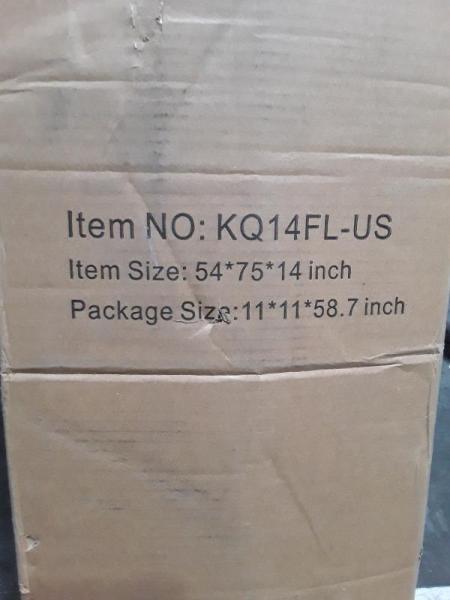 Item NO: KQ14FL-US
Item Size: 54*75*14 inch
Package Size:11*11*58.7 inch